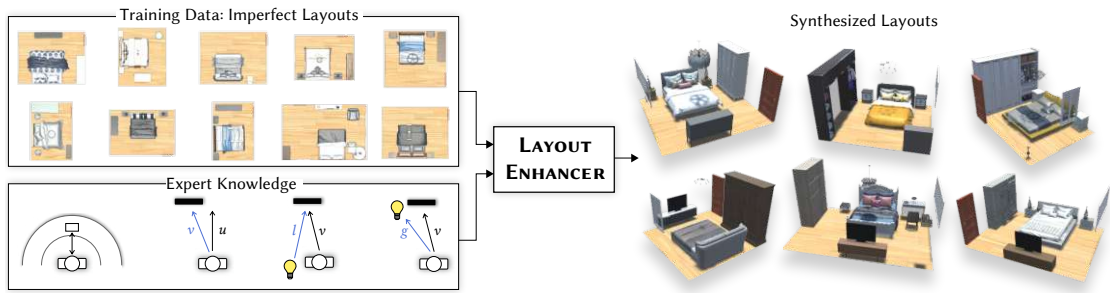 Training Data: Imperfect Layouts
Expert Knowledge
v
u
l
v
g
v
LAYOUT
ENHANCER
Synthesized Layouts